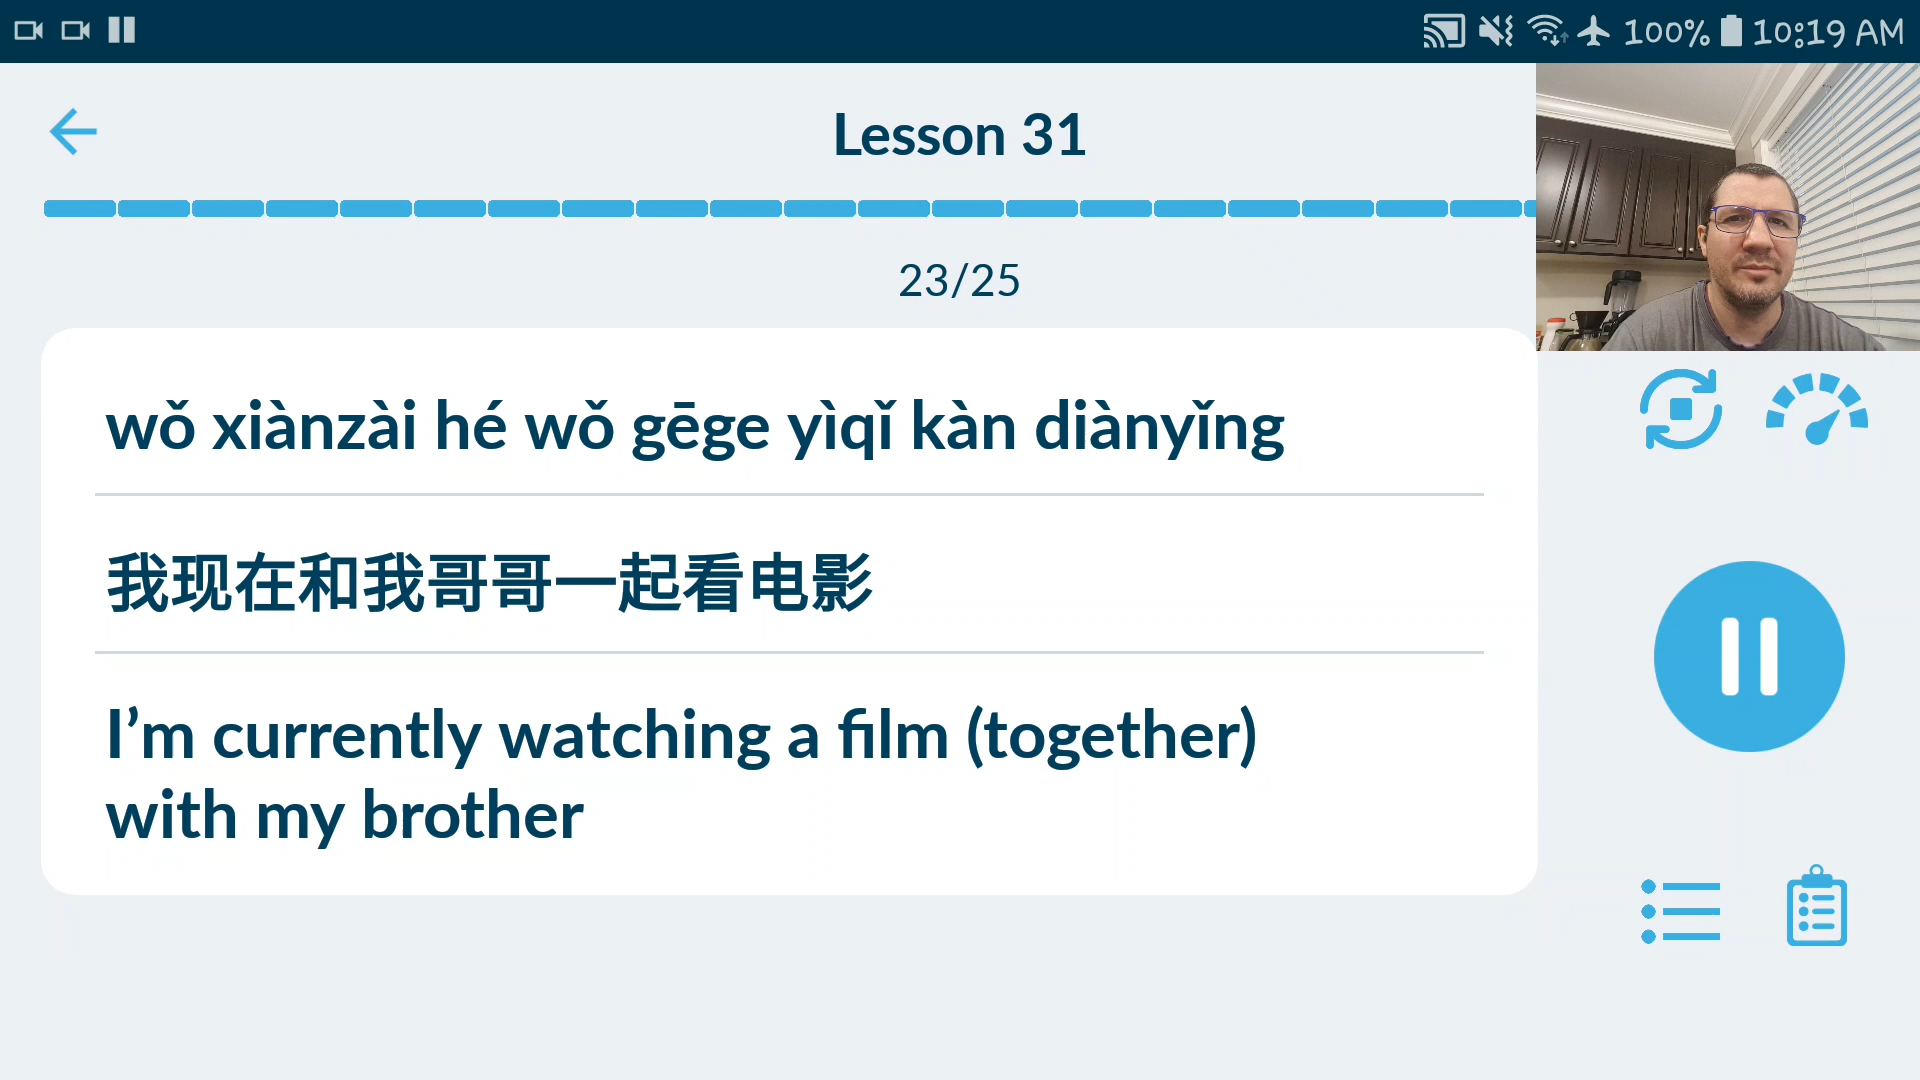 100% 10:19 AM
Lesson 31
23/25
wǒ xiànzài hé wǒ gēge yìqǐ kàn diànyǐng
我现在和我哥哥一起看电影
I’m currently watching a film (together)
with my brother